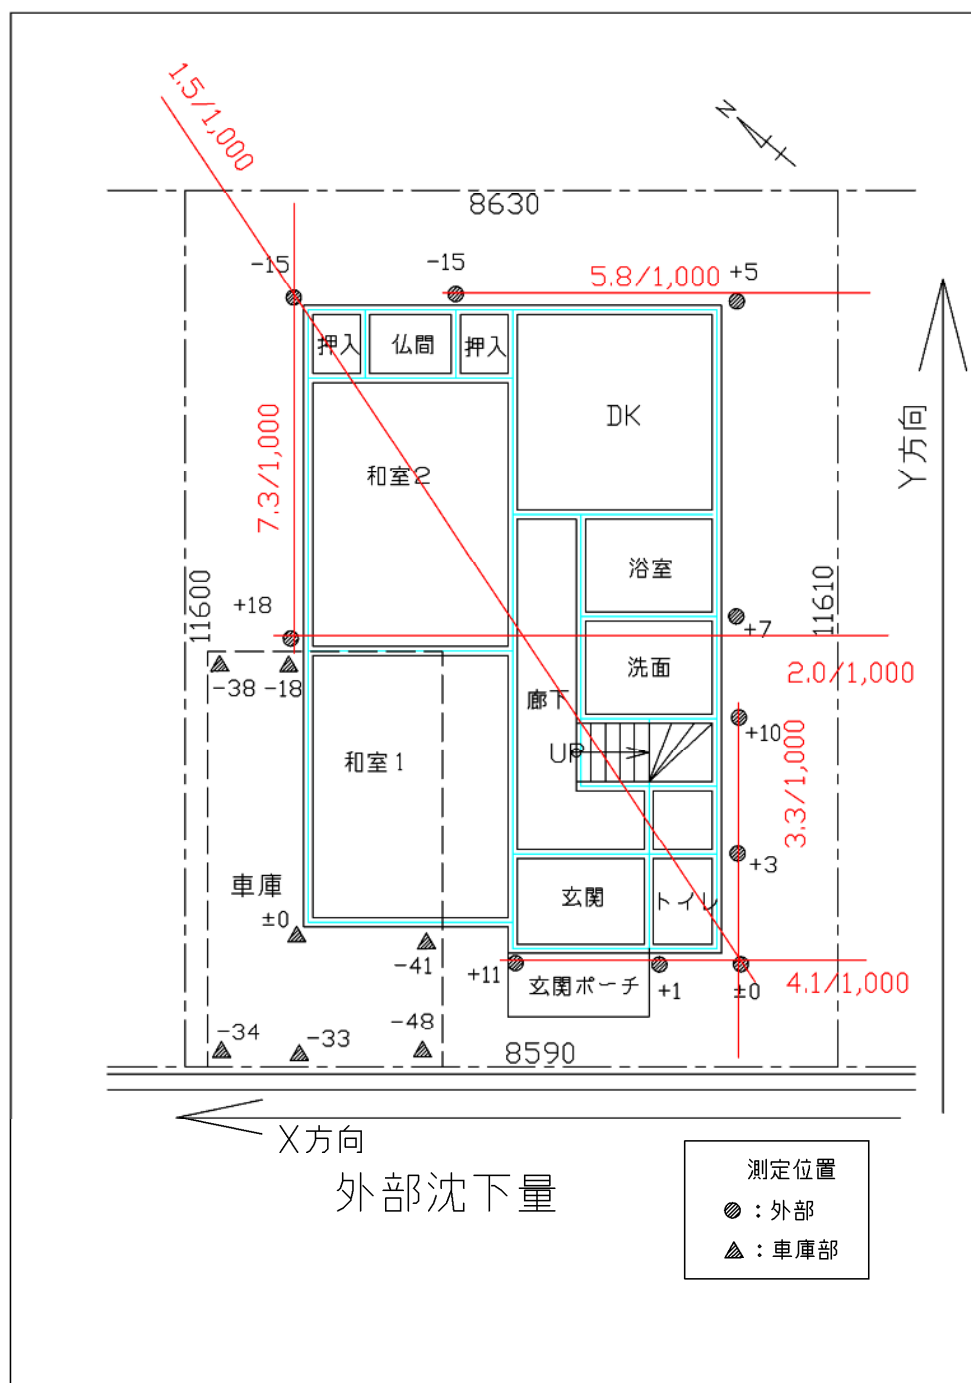 1.5/1,000
N
8630
-15
-15
5.8/1,000
+5
押入
仏間
押入
DK
Y方向
7.3/1,000
和室2
浴室
11600
11610
+18
+7
洗面
2.0/1,000
-38
-18
廊下
+10
UP
和室1
3.3/1,000
+3
車庫
玄関
トイレ
±0
-41
+11
玄関ポーチ
+1
±0
4.1/1,000
-34
-33
-48
8590
X方向
外部沈下量
測定位置
：外部
：車庫部